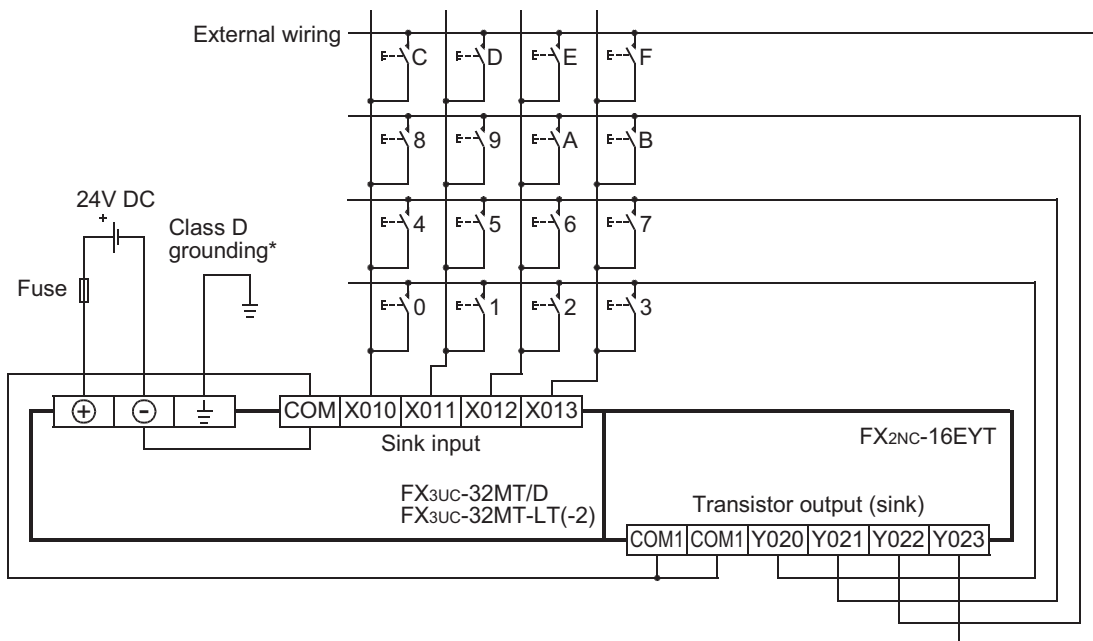 External wiring
C D E F
8 9 A B
24V DC
+
Class D
grounding*
4 5 6 7
Fuse
0 1 2 3
+ - COM X010 X011 X012 X013
Sink input
FX2NC-16EYT
FX3UC-32MT/D
FX3UC-32MT-LT(-2)
Transistor output (sink)
COM1 COM1 Y020 Y021 Y022 Y023